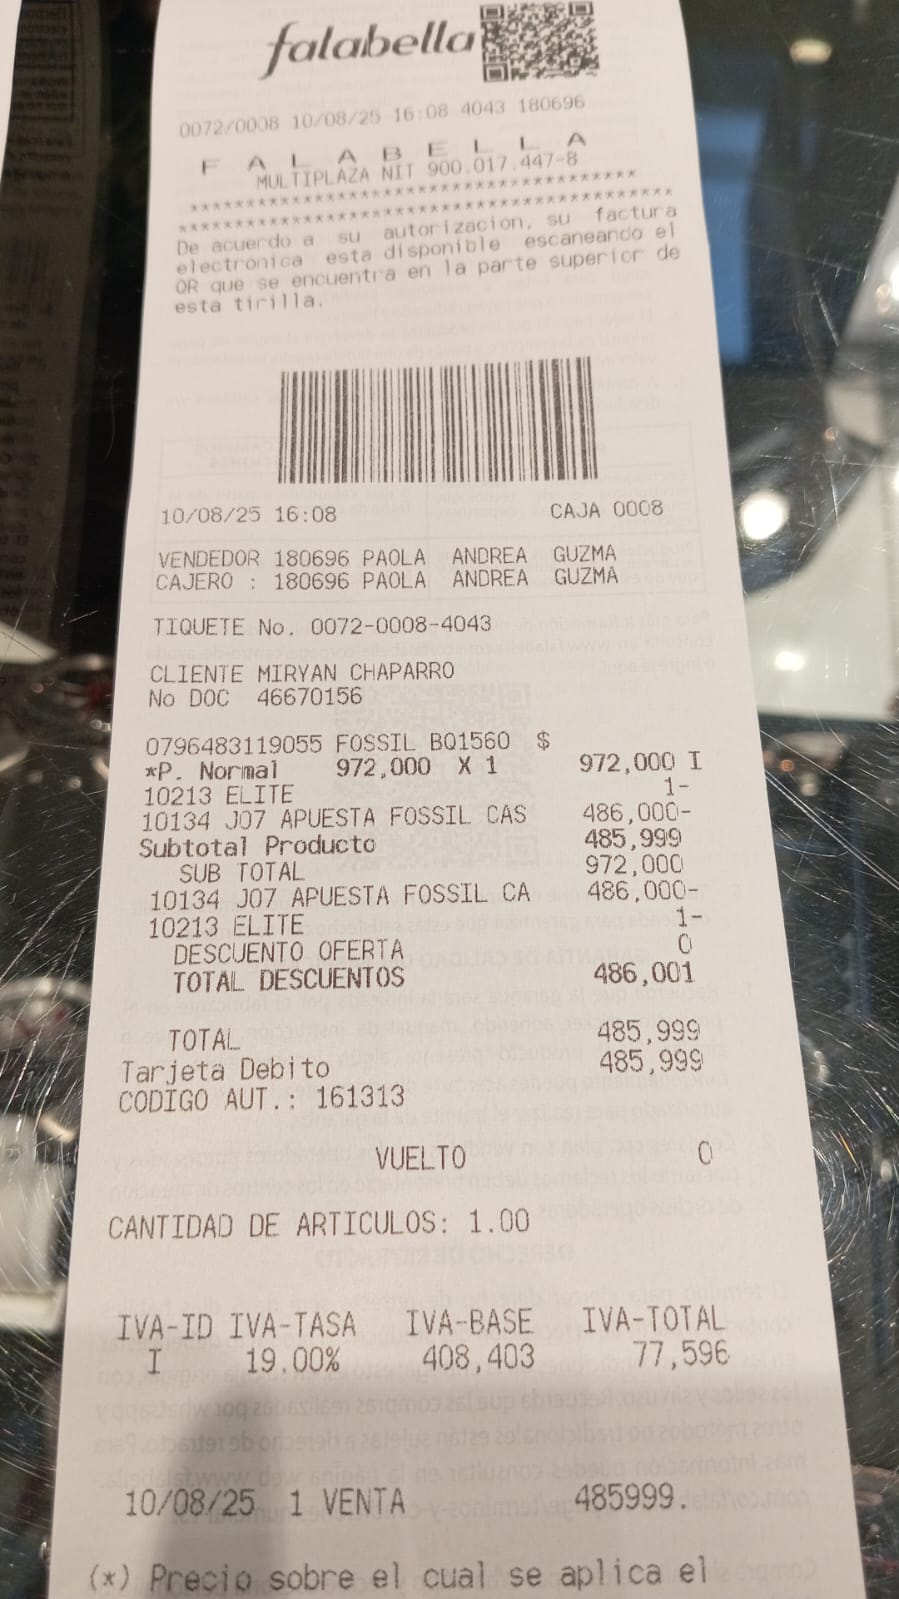 falabella
0072/0008 10/08/25 16:08 4043 180696
F A L A B E L L A
MULTIPLAZA NIT 900.017.447-8
****************************************
********************************************
De acuerdo a su autorizacion, su factura
electronica esta disponible escaneando el
QR que se encuentra en la parte superior de
esta tirilla.
10/08/25 16:08 CAJA 0008
VENDEDOR 180696 PAOLA ANDREA GUZMA
CAJERO : 180696 PAOLA ANDREA GUZMA
TIQUETE No. 0072-0008-4043
CLIENTE MIRYAN CHAPARRO
No DOC 46670156
0796483119055 FOSSIL BQ1560 $
*P. Normal 972,000 X 1 972,000 I
10213 ELITE 1-
10134 J07 APUESTA FOSSIL CAS 486,000-
Subtotal Producto 485,999
SUB TOTAL 972,000
10134 J07 APUESTA FOSSIL CA 486,000-
10213 ELITE 1-
DESCUENTO OFERTA 0
TOTAL DESCUENTOS 486,001
TOTAL 485,999
Tarjeta Debito 485,999
CODIGO AUT.: 161313
VUELTO 0
CANTIDAD DE ARTICULOS: 1.00
IVA-ID IVA-TASA IVA-BASE IVA-TOTAL
I 19.00% 408,403 77,596
10/08/25 1 VENTA 485999.
(*) Precio sobre el cual se aplica el